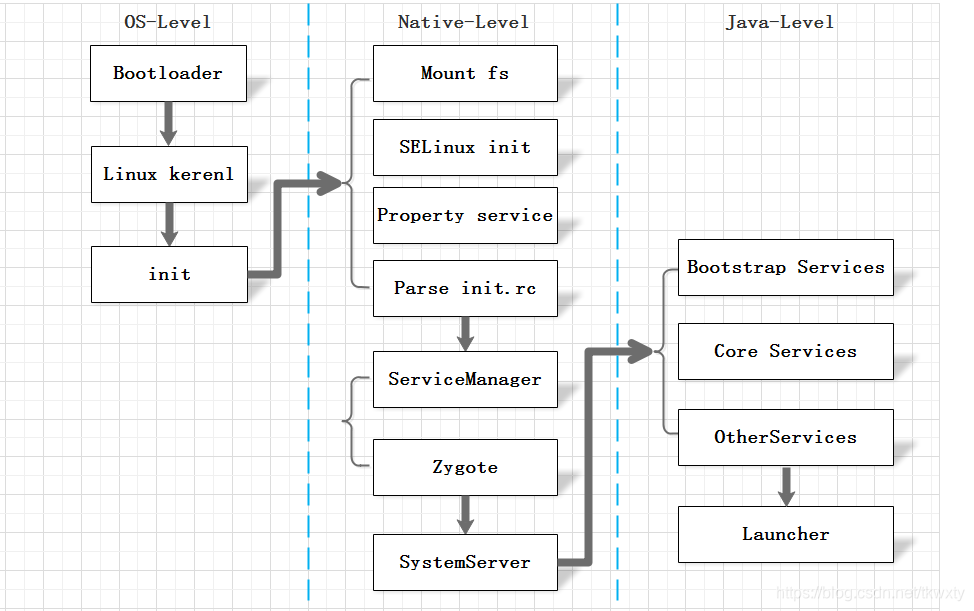 OS-Level
Bootloader
Linux kerenl
init
Native-Level
Mount fs
SELinux init
Property service
Parse init.rc
ServiceManager
Zygote
SystemServer
Java-Level
Bootstrap Services
Core Services
OtherServices
Launcher
https://blog.csdn.net/tkwxty